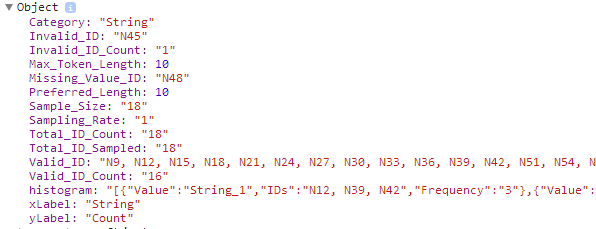 Object
Category: "String"
Invalid_ID: "N45"
Invalid_ID_Count: "1"
Max_Token_Length: 10
Missing_Value_ID: "N48"
Preferred_Length: 10
Sample_Size: "18"
Sampling_Rate: "1"
Total_ID_Count: "18"
Total_ID_Sampled: "18"
Valid_ID: "N9, N12, N15, N18, N21, N24, N27, N30, N33, N36, N39, N42, N51, N54, N
Valid_ID_Count: "16"
histogram: "[{"Value":"String_1","IDs":"N12, N39, N42","Frequency":"3"},{"Value":
xLabel: "String"
yLabel: "Count"